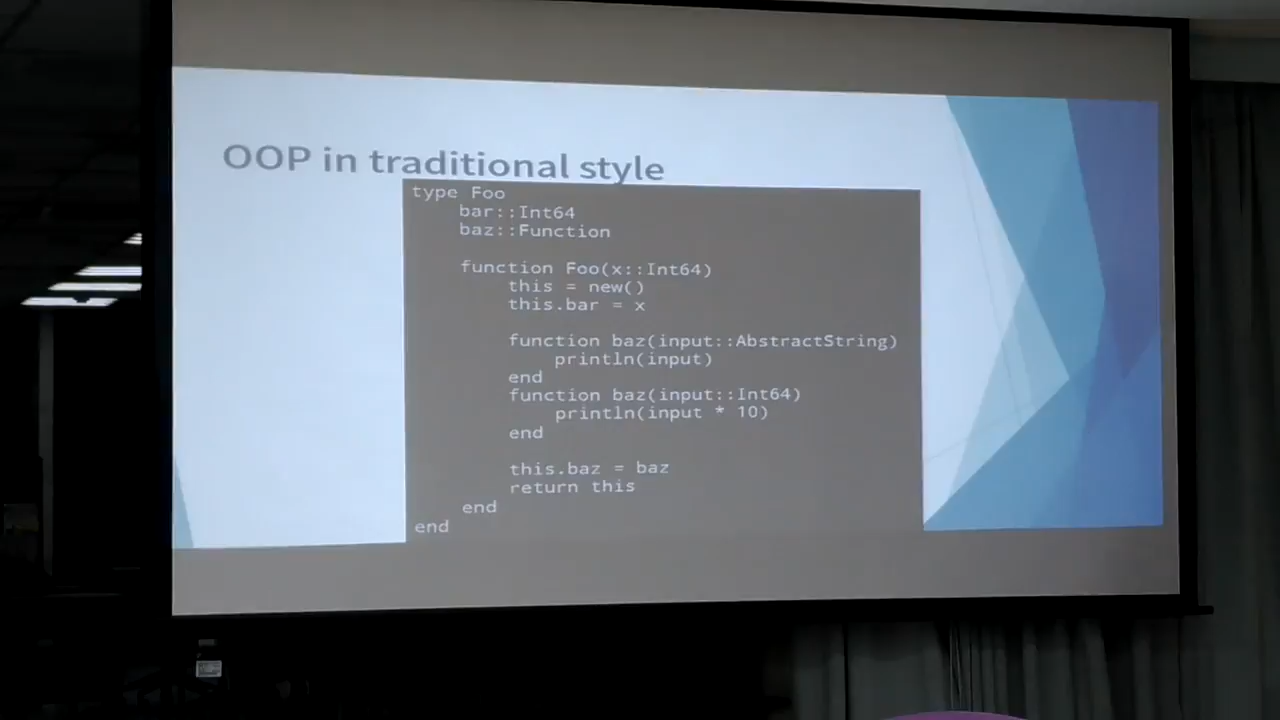 OOP in traditional style
type Foo
    bar::Int64
    baz::Function

    function Foo(x::Int64)
        this = new()
        this.bar = x

        function baz(input::AbstractString)
            println(input)
        end
        function baz(input::Int64)
            println(input * 10)
        end

        this.baz = baz
        return this
    end
end